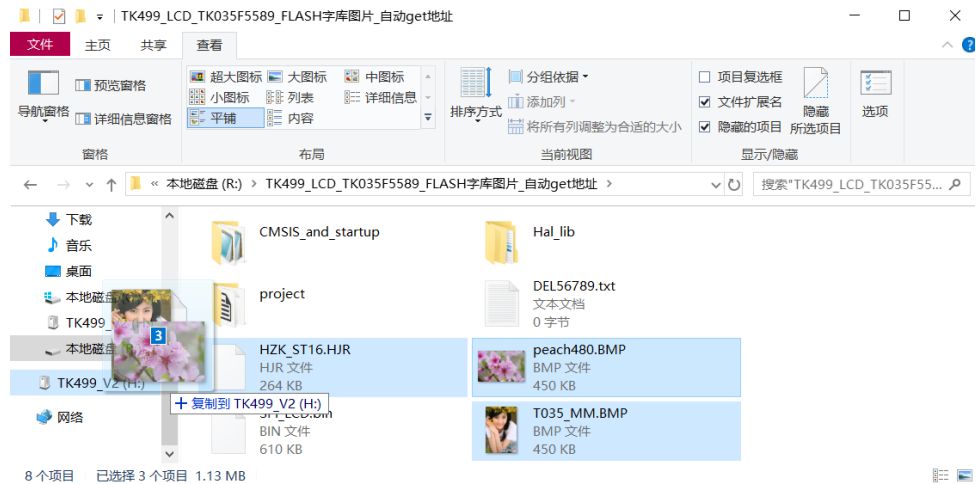 TK499_LCD_TK035F5589_FLASH字库图片_自动get地址
文件 主页 共享 查看
导航窗格
预览窗格
详细信息窗格
窗格
超大图标 大图标 中图标
小图标 列表 详细信息
平铺 内容
布局
排序方式
分组依据
添加列
将所有列调整为合适的大小
当前视图
项目复选框
文件扩展名
隐藏的项目
隐藏
所选项目
显示/隐藏
选项
« 本地磁盘 (R:) > TK499_LCD_TK035F5589_FLASH字库图片_自动get地址 >
搜索"TK499_LCD_TK035F55...
下载
音乐
桌面
本地磁盘
TK499_
本地磁盘
TK499_V2 (H:)
网络
3
复制到 TK499_V2 (H:)
CMSIS_and_startup
Hal_lib
project
DEL56789.txt
文本文档
0 字节
HZK_ST16.HJR
HJR 文件
264 KB
peach480.BMP
BMP 文件
450 KB
BIN 文件
610 KB
T035_MM.BMP
BMP 文件
450 KB
8 个项目 已选择 3 个项目 1.13 MB